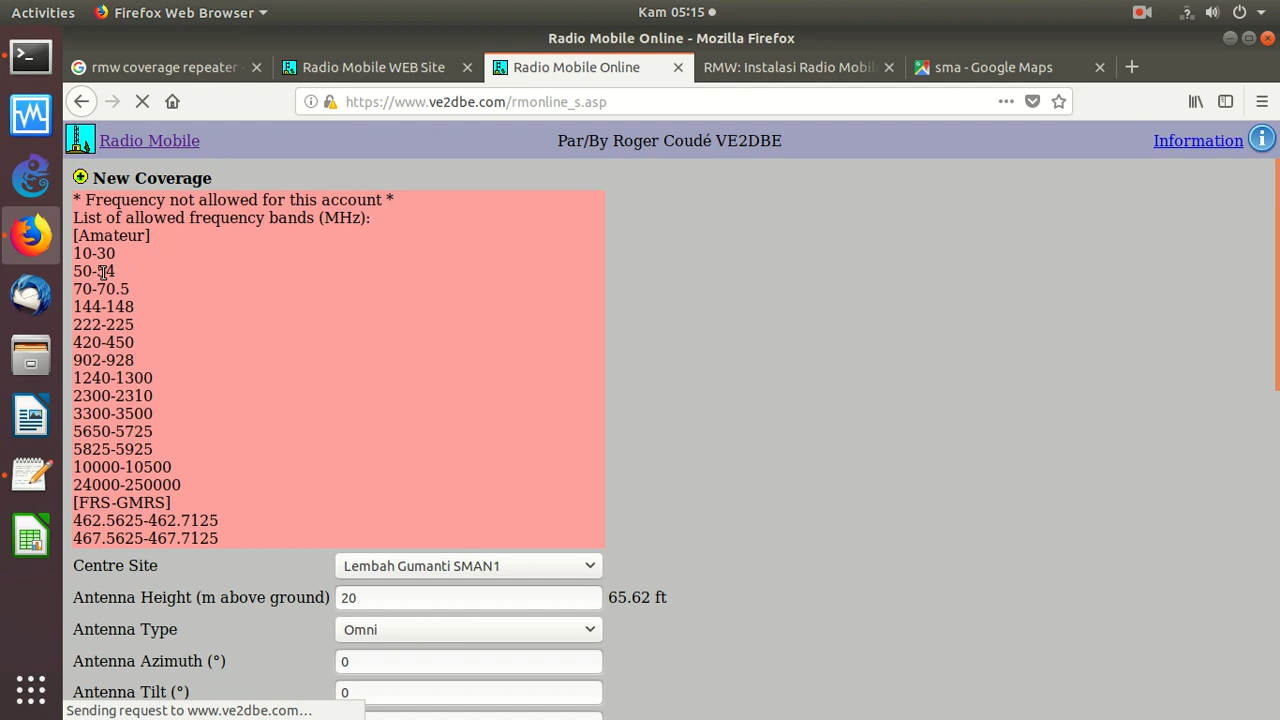 Activities Firefox Web Browser Kam 05:15
Radio Mobile Online - Mozilla Firefox
rmw coverage repeater Radio Mobile WEB Site Radio Mobile Online RMW: Instalasi Radio Mobil sma - Google Maps
https://www.ve2dbe.com/rmonline_s.asp
Radio Mobile Par/By Roger Coudé VE2DBE Information
New Coverage
* Frequency not allowed for this account *
List of allowed frequency bands (MHz):
[Amateur]
10-30
50-54
70-70.5
144-148
222-225
420-450
902-928
1240-1300
2300-2310
3300-3500
5650-5725
5825-5925
10000-10500
24000-250000
[FRS-GMRS]
462.5625-462.7125
467.5625-467.7125
Centre Site Lembah Gumanti SMAN1
Antenna Height (m above ground) 20 65.62 ft
Antenna Type Omni
Antenna Azimuth (°) 0
Antenna Tilt (°) 0
Sending request to www.ve2dbe.com...